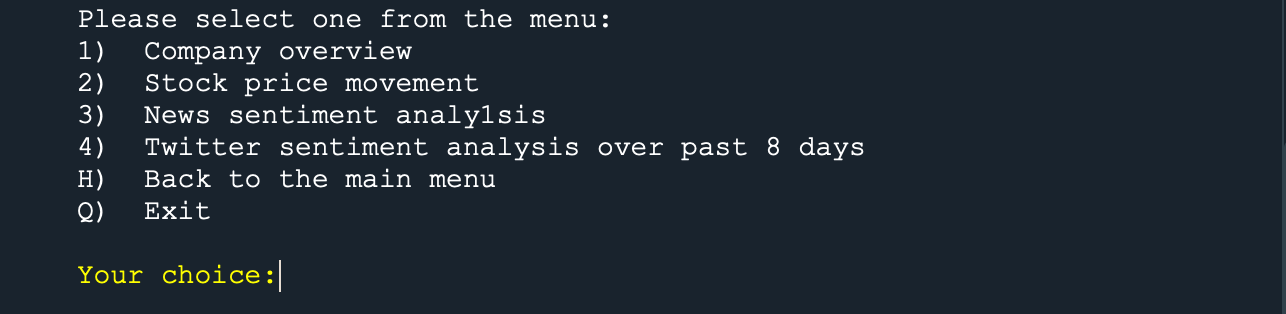 Please select one from the menu:
1)  Company overview
2)  Stock price movement
3)  News sentiment analy1sis
4)  Twitter sentiment analysis over past 8 days
H)  Back to the main menu
Q)  Exit
Your choice: